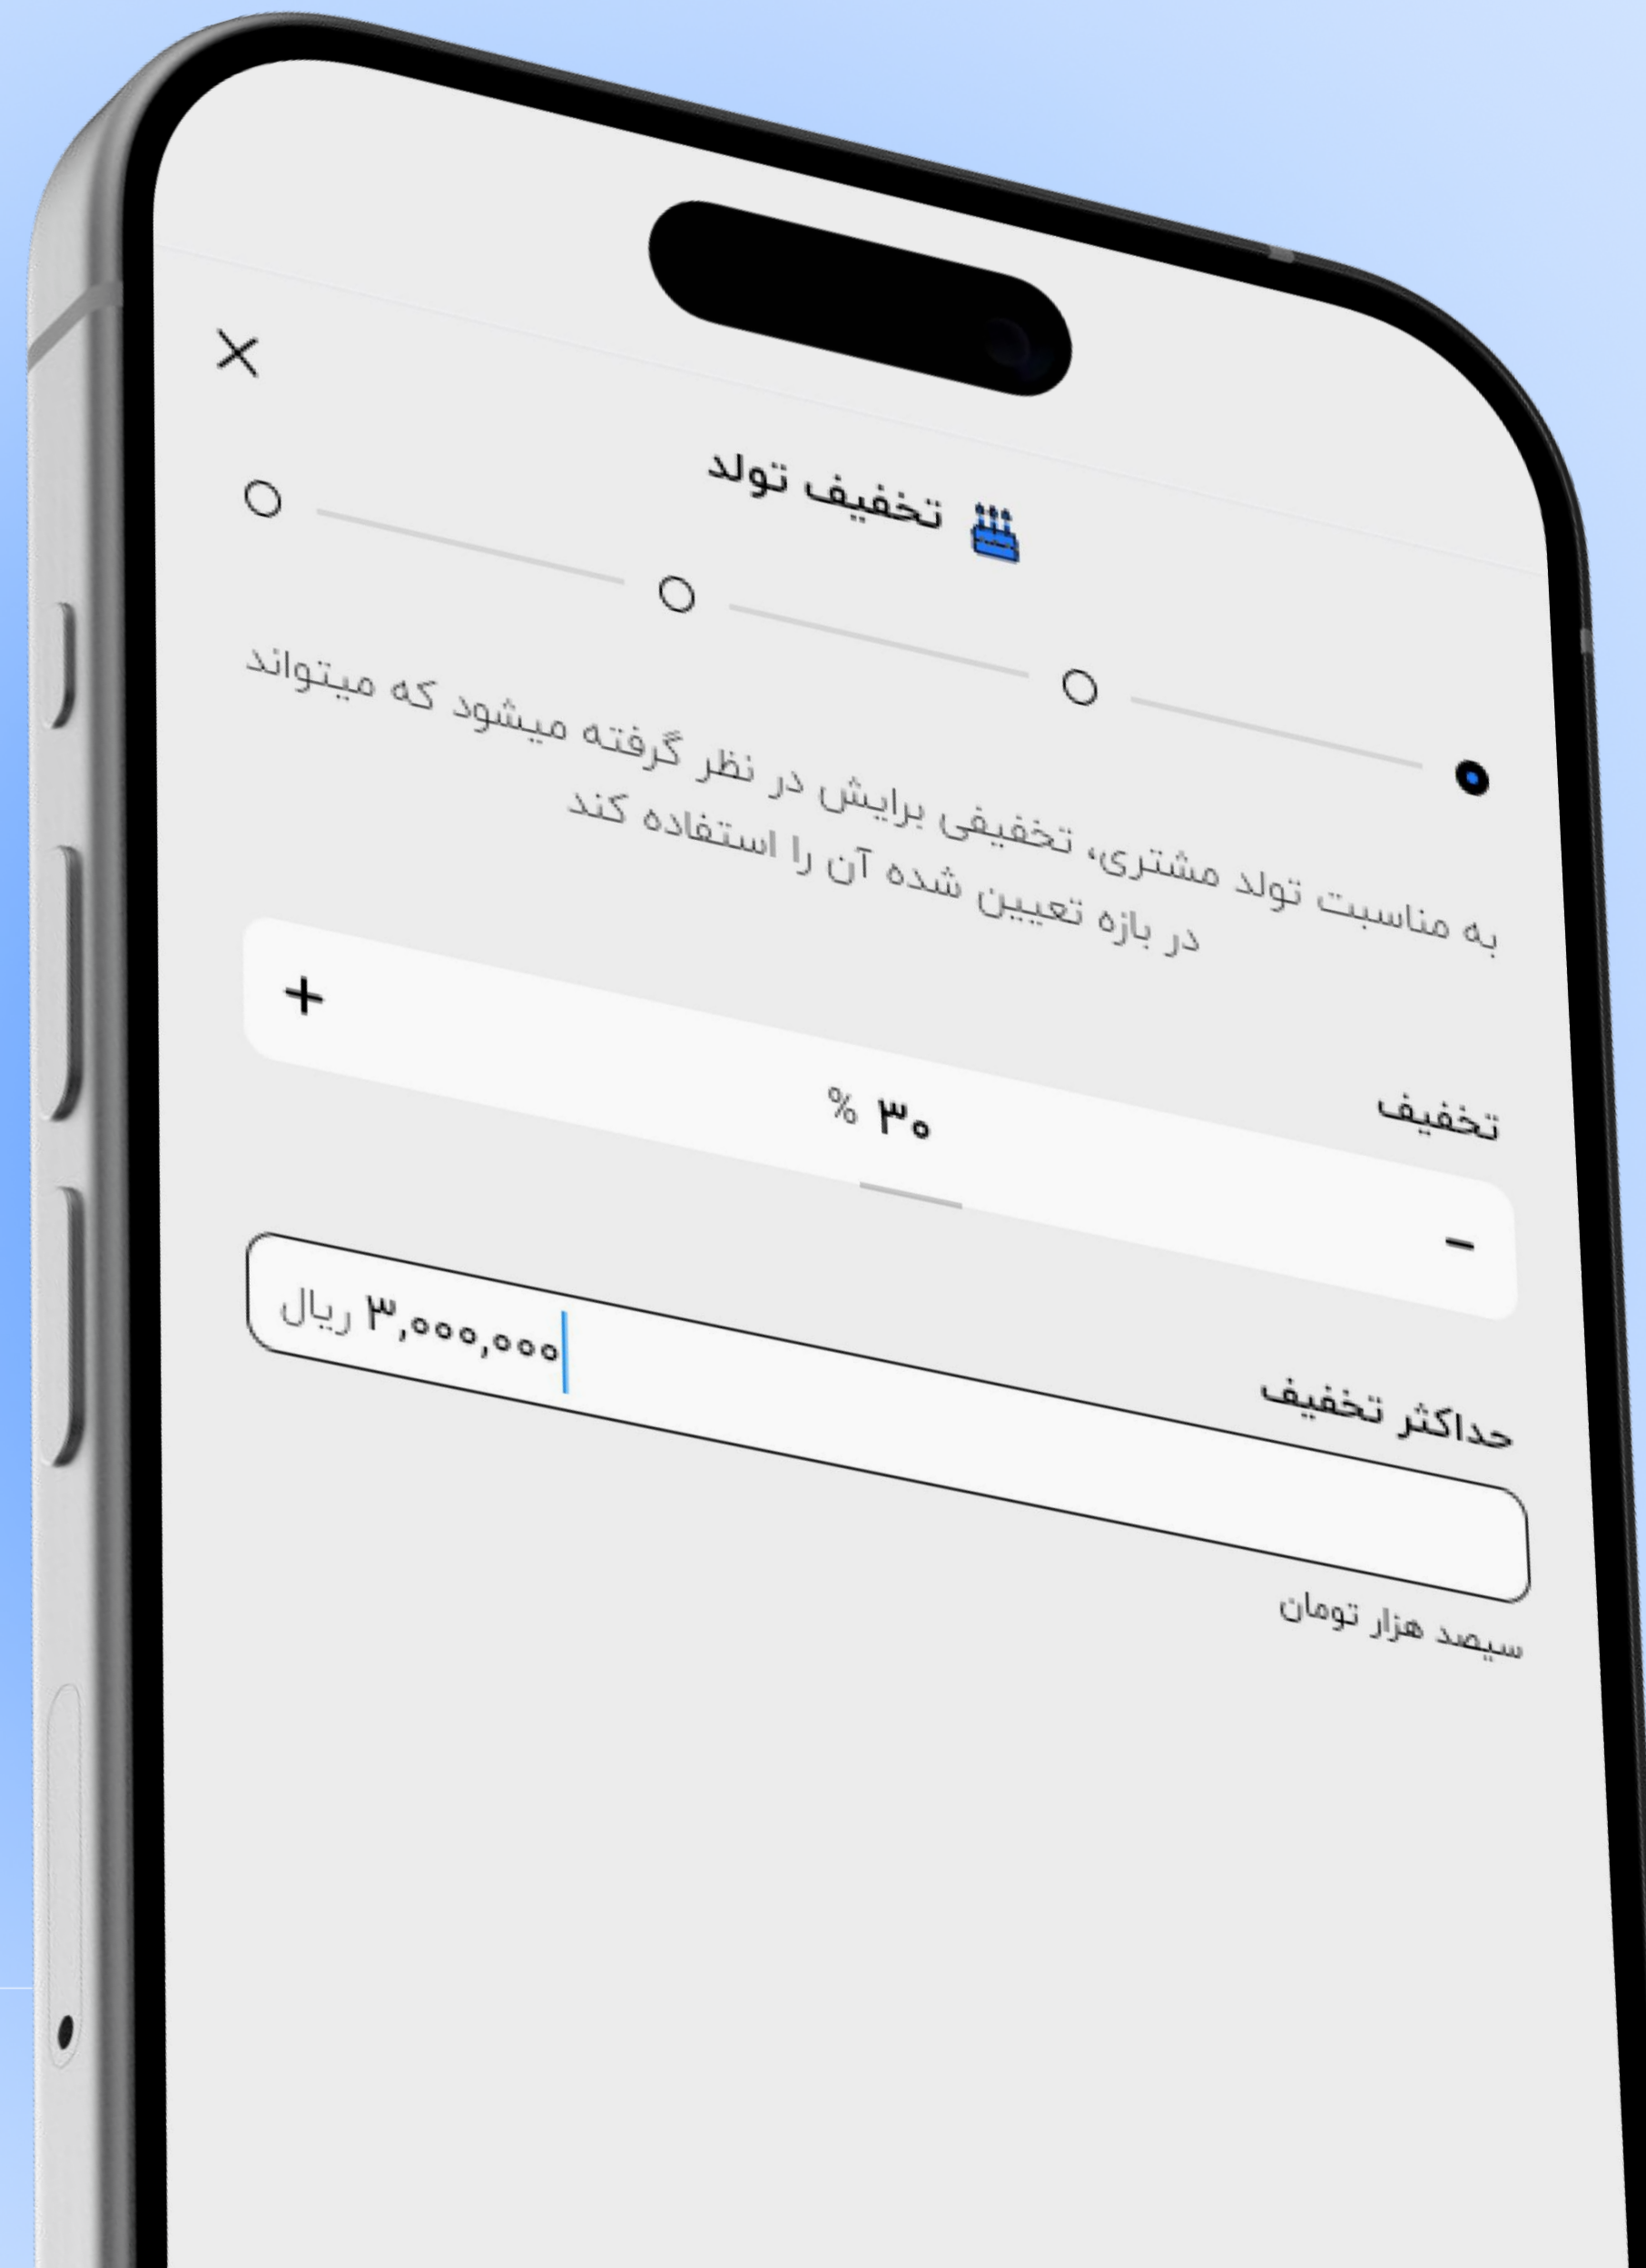 تخفیف تولد
به مناسبت تولد مشتری، تخفیفی برایش در نظر گرفته میشود که میتواند
در بازه تعیین شده آن را استفاده کند
تخفیف
− ۳۰ % +
حداکثر تخفیف
۳,۰۰۰,۰۰۰ ریال
سیصد هزار تومان